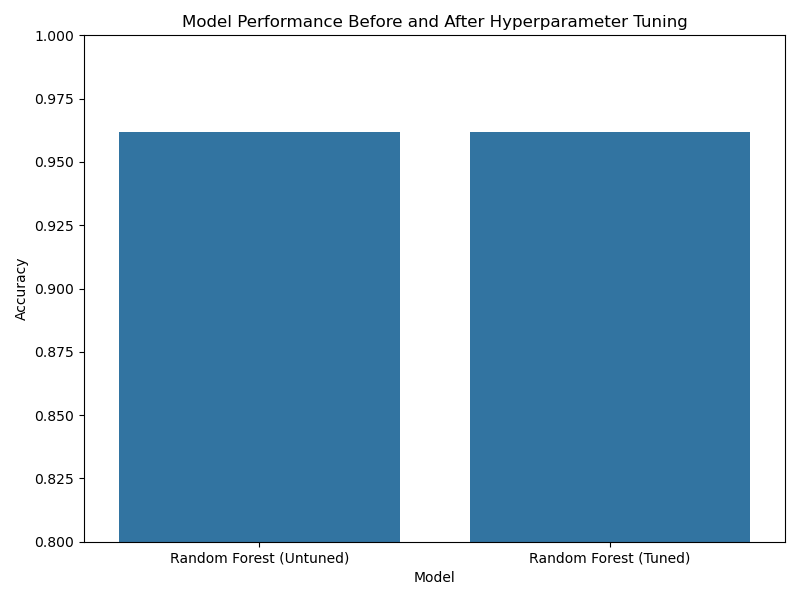 Model Performance Before and After Hyperparameter Tuning
1.000
0.975
0.950
0.925
0.900
0.875
0.850
0.825
0.800
Accuracy
Random Forest (Untuned)
Random Forest (Tuned)
Model